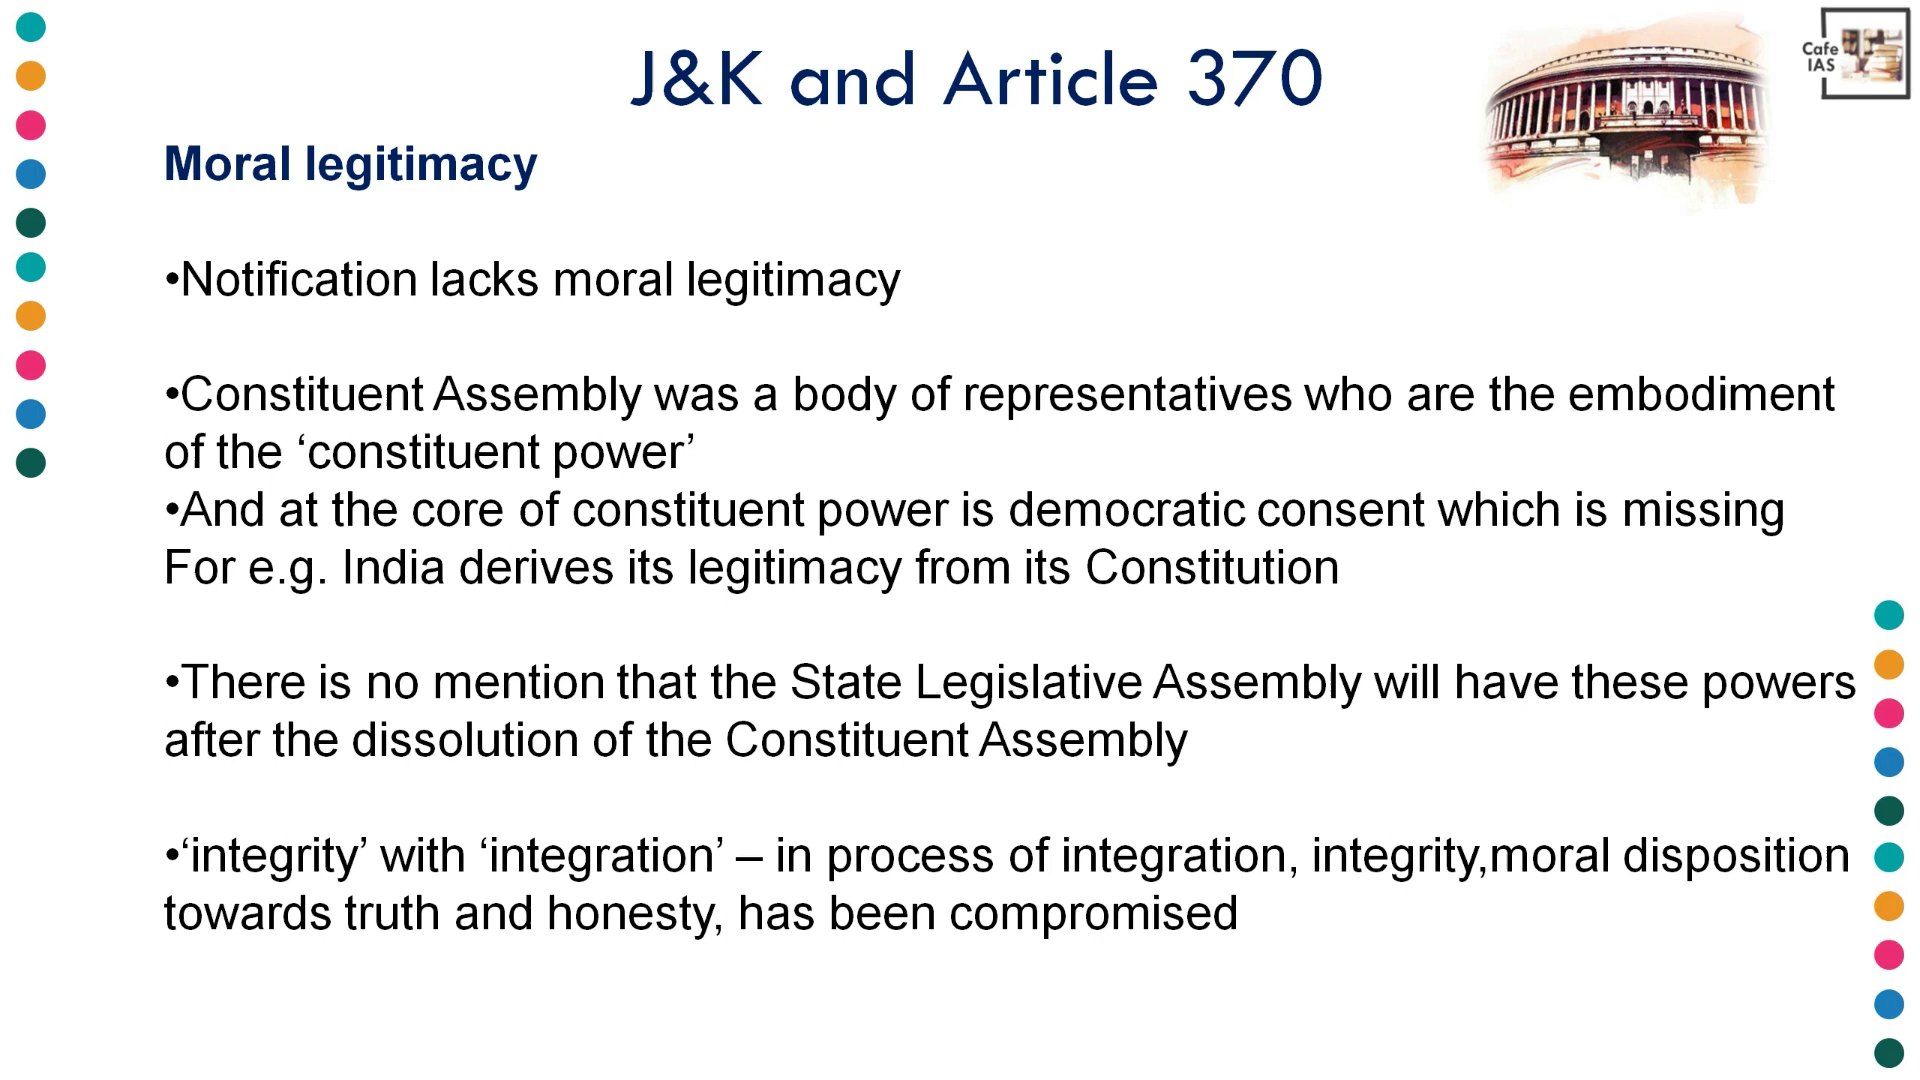 J&K and Article 370
Cafe
IAS
Moral legitimacy
•Notification lacks moral legitimacy
•Constituent Assembly was a body of representatives who are the embodiment
of the ‘constituent power’
•And at the core of constituent power is democratic consent which is missing
For e.g. India derives its legitimacy from its Constitution
•There is no mention that the State Legislative Assembly will have these powers
after the dissolution of the Constituent Assembly
•‘integrity’ with ‘integration’ – in process of integration, integrity,moral disposition
towards truth and honesty, has been compromised